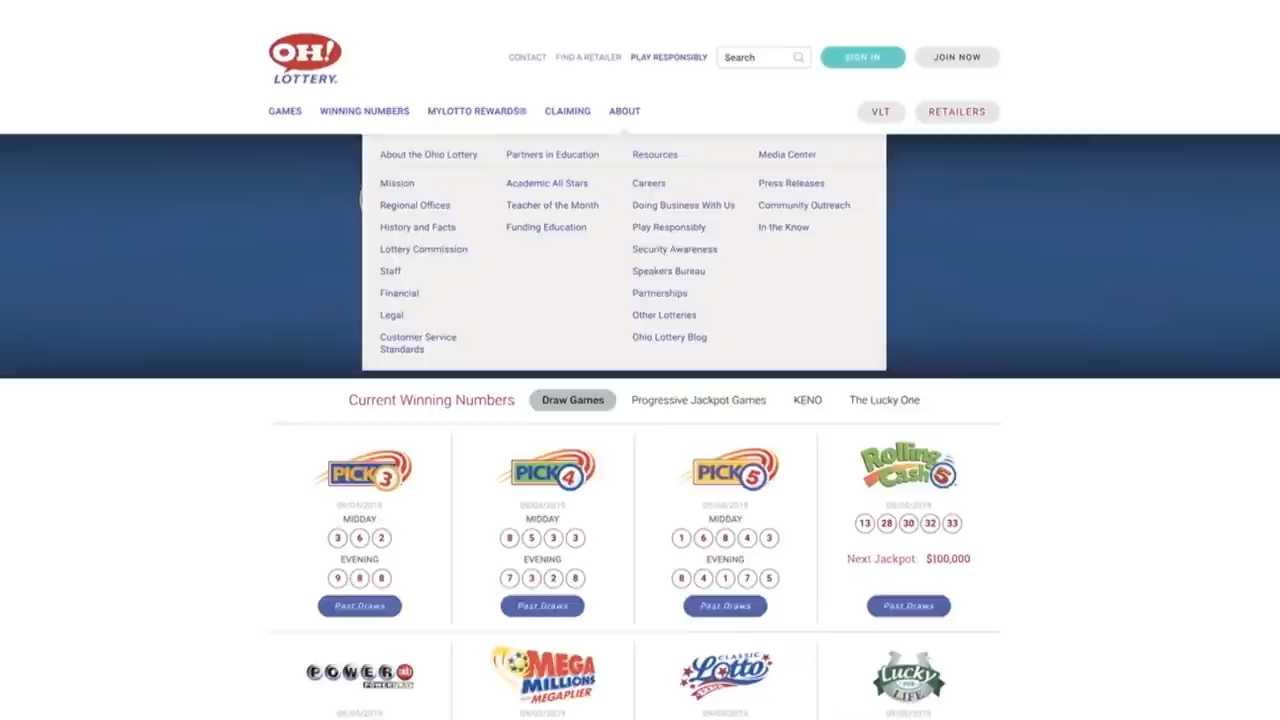 OH!
LOTTERY.
CONTACT FIND A RETAILER PLAY RESPONSIBLY Search SIGN IN JOIN NOW
GAMES WINNING NUMBERS MYLOTTO REWARDS® CLAIMING ABOUT VLT RETAILERS
About the Ohio Lottery Partners in Education Resources Media Center
Mission Academic All Stars Careers Press Releases
Regional Offices Teacher of the Month Doing Business With Us Community Outreach
History and Facts Funding Education Play Responsibly In the Know
Lottery Commission Security Awareness
Staff Speakers Bureau
Financial Partnerships
Legal Other Lotteries
Customer Service Ohio Lottery Blog
Standards
Current Winning Numbers Draw Games Progressive Jackpot Games KENO The Lucky One
PICK 3 PICK 4 PICK 5 Rolling Cash 5
MIDDAY MIDDAY MIDDAY
3 6 2 8 5 3 3 1 6 8 4 3 13 28 30 32 33
EVENING EVENING EVENING Next Jackpot: $100,000
9 8 8 7 3 2 8 8 4 1 7 5
Past Draws Past Draws Past Draws Past Draws
POWERBALL MEGA MILLIONS MEGAPLIER CLASSIC Lotto Lucky FOR LIFE
POWER PLAY KICKER